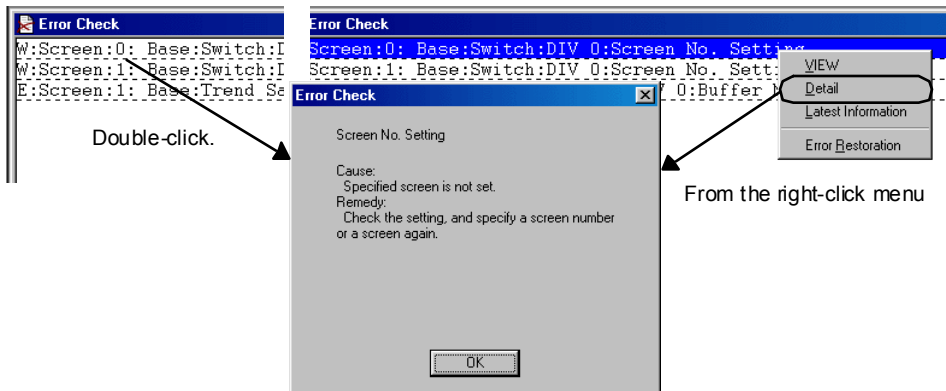 Error Check
W:Screen:0: Base:Switch:D
W:Screen:1: Base:Switch:I
E:Screen:1: Base:Trend Sa
Double-click.
Error Check
Screen:0: Base:Switch:DIV 0:Screen No. Setting
Screen:1: Base:Switch:DIV 0:Screen No. Sett
0:Buffer
VIEW
Detail
Latest Information
Error Restoration
From the right-click menu
Error Check
Screen No. Setting
Cause:
Specified screen is not set.
Remedy:
Check the setting, and specify a screen number
or a screen again.
OK